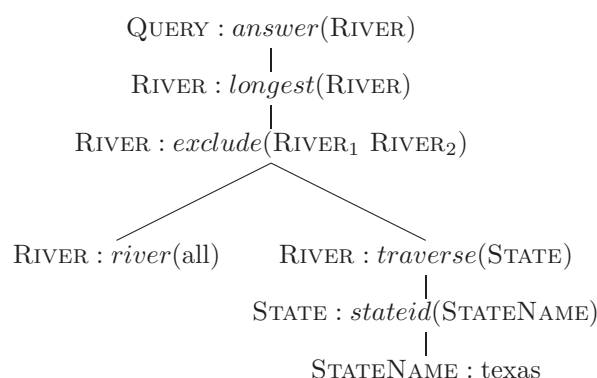 QUERY : answer(RIVER)
RIVER : longest(RIVER)
RIVER : exclude(RIVER₁ RIVER₂)
RIVER : river(all) RIVER : traverse(STATE)
STATE : stateid(STATENAME)
STATENAME : texas